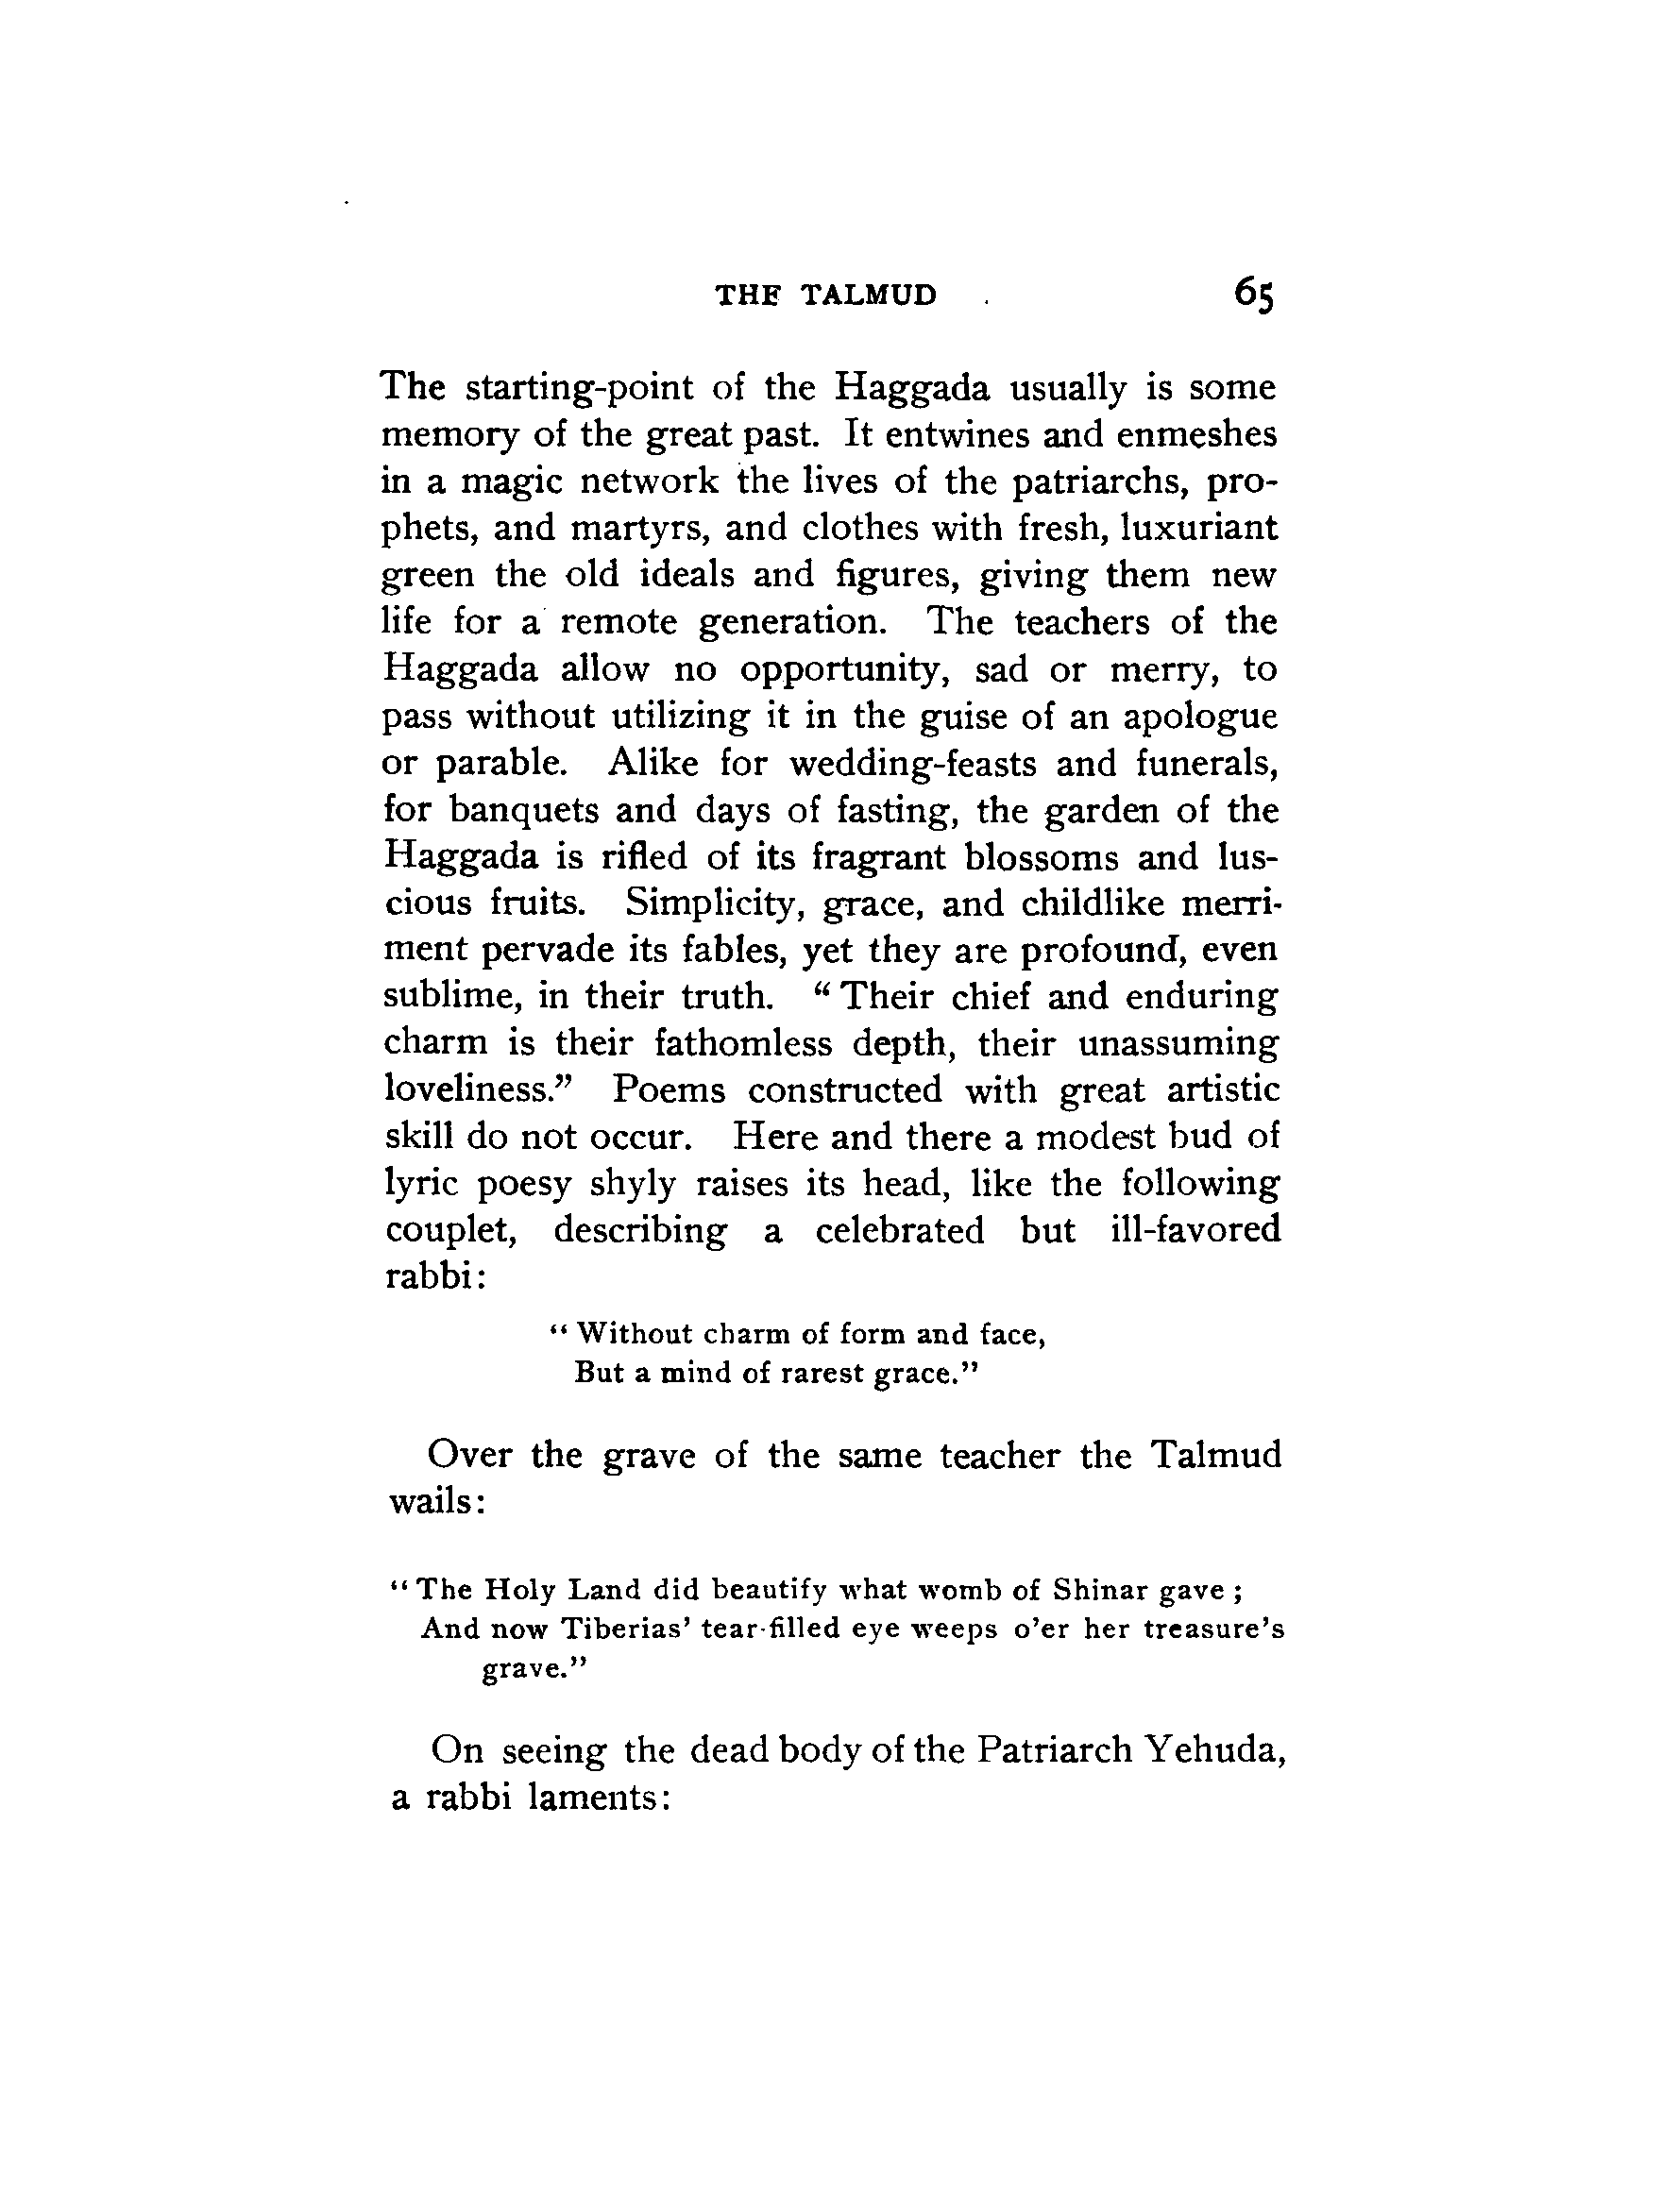 THE TALMUD 65
The starting-point of the Haggada usually is some
memory of the great past. It entwines and enmeshes
in a magic network the lives of the patriarchs, pro-
phets, and martyrs, and clothes with fresh, luxuriant
green the old ideals and figures, giving them new
life for a remote generation. The teachers of the
Haggada allow no opportunity, sad or merry, to
pass without utilizing it in the guise of an apologue
or parable. Alike for wedding-feasts and funerals,
for banquets and days of fasting, the garden of the
Haggada is rifled of its fragrant blossoms and lus-
cious fruits. Simplicity, grace, and childlike merri-
ment pervade its fables, yet they are profound, even
sublime, in their truth. “Their chief and enduring
charm is their fathomless depth, their unassuming
loveliness.” Poems constructed with great artistic
skill do not occur. Here and there a modest bud of
lyric poesy shyly raises its head, like the following
couplet, describing a celebrated but ill-favored
rabbi:
“Without charm of form and face,
But a mind of rarest grace.”
Over the grave of the same teacher the Talmud
wails:
“The Holy Land did beautify what womb of Shinar gave;
And now Tiberias’ tear-filled eye weeps o’er her treasure’s
grave.”
On seeing the dead body of the Patriarch Yehuda,
a rabbi laments: